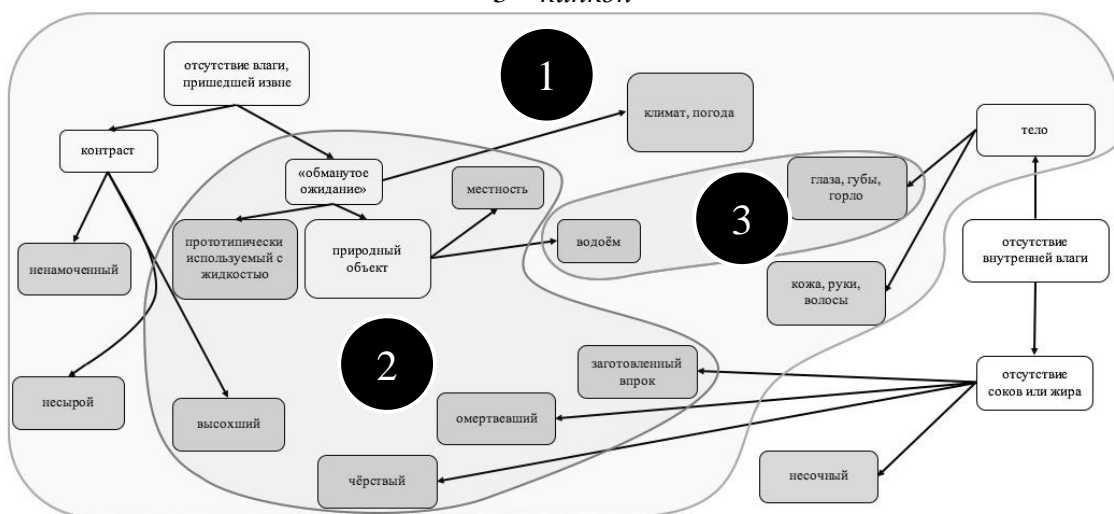 1
отсутствие влаги,
пришедшей извне
климат, погода
контраст
тело
«обманутое
ожидание»
местность
глаза, губы,
горло
3
ненамоченный
прототипически
используемый с
жидкостью
природный
объект
водоём
отсутствие
внутренней влаги
кожа, руки,
волосы
2
несырой
высохший
заготовленный
впрок
отсутствие
соков или жира
омертвевший
чёрствый
несочный